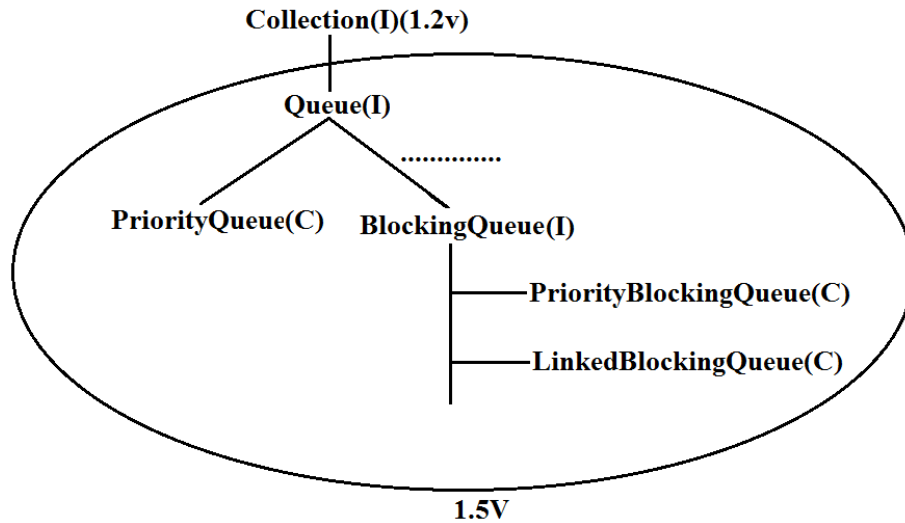 Collection(I)(1.2v)
Queue(I)
..............
PriorityQueue(C)
BlockingQueue(I)
PriorityBlockingQueue(C)
LinkedBlockingQueue(C)
1.5V